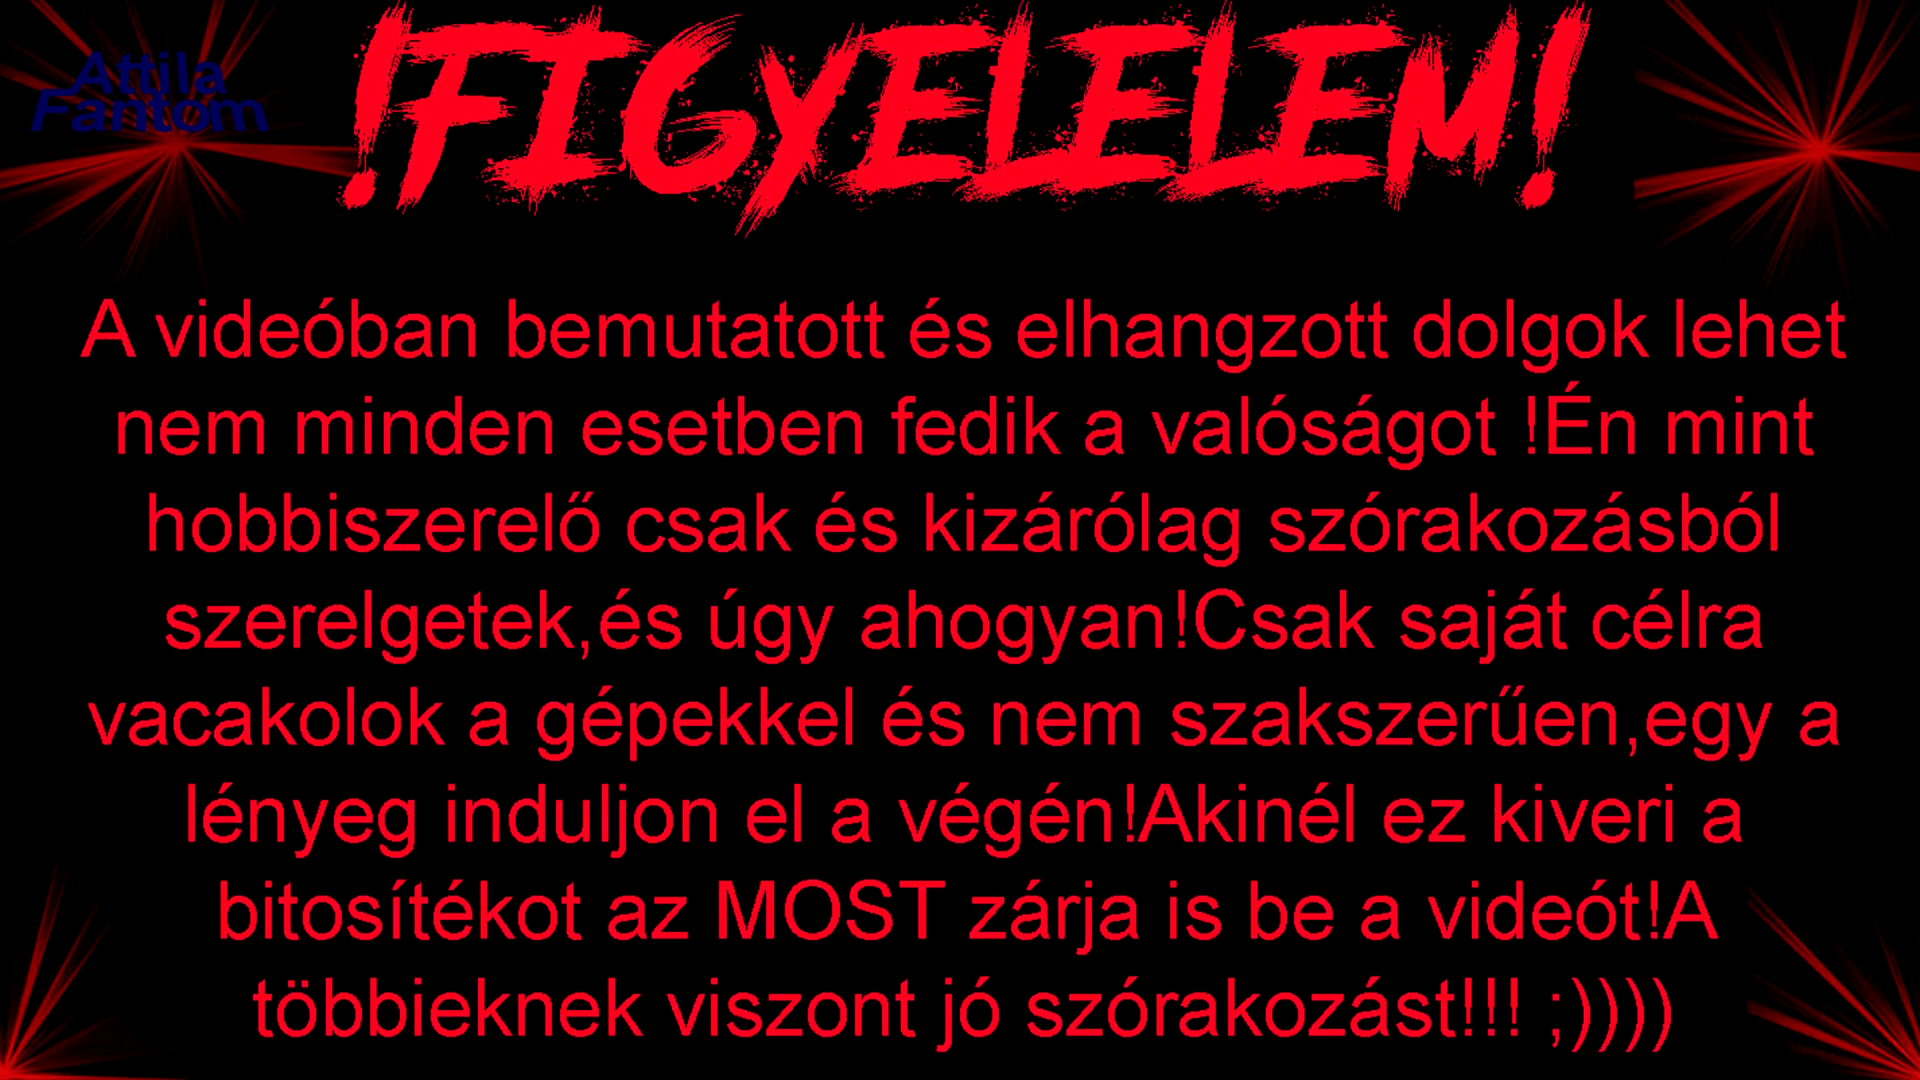 Attila
Fantom
!FIGYELELEM!
A videóban bemutatott és elhangzott dolgok lehet
nem minden esetben fedik a valóságot !Én mint
hobbiszerelő csak és kizárólag szórakozásból
szerelgetek,és úgy ahogyan!Csak saját célra
vacakolok a gépekkel és nem szakszerűen,egy a
lényeg induljon el a végén!Akinél ez kiveri a
bitosítékot az MOST zárja is be a videót!A
többieknek viszont jó szórakozást!!! ;))))